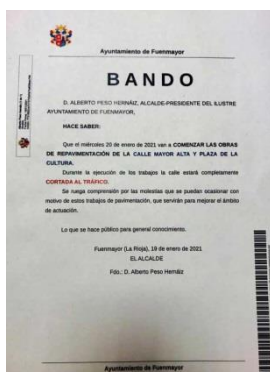 Ayuntamiento de Fuenmayor
BANDO
D. ALBERTO PESO HERNÁIZ, ALCALDE-PRESIDENTE DEL ILUSTRE
AYUNTAMIENTO DE FUENMAYOR,
HACE SABER:
Que el miércoles 20 de enero de 2021 van a COMENZAR LAS OBRAS
DE REPAVIMENTACIÓN DE LA CALLE MAYOR ALTA Y PLAZA DE LA
CULTURA.
Durante la ejecución de los trabajos la calle estará completamente
CORTADA AL TRÁFICO.
Se ruega comprensión por las molestias que se puedan ocasionar con
motivo de estos trabajos de pavimentación, que servirán para mejorar el ámbito
de actuación.
Lo que se hace público para general conocimiento.
Fuenmayor (La Rioja), 19 de enero de 2021
EL ALCALDE
Fdo.: D. Alberto Peso Hernáiz
Ayuntamiento de Fuenmayor